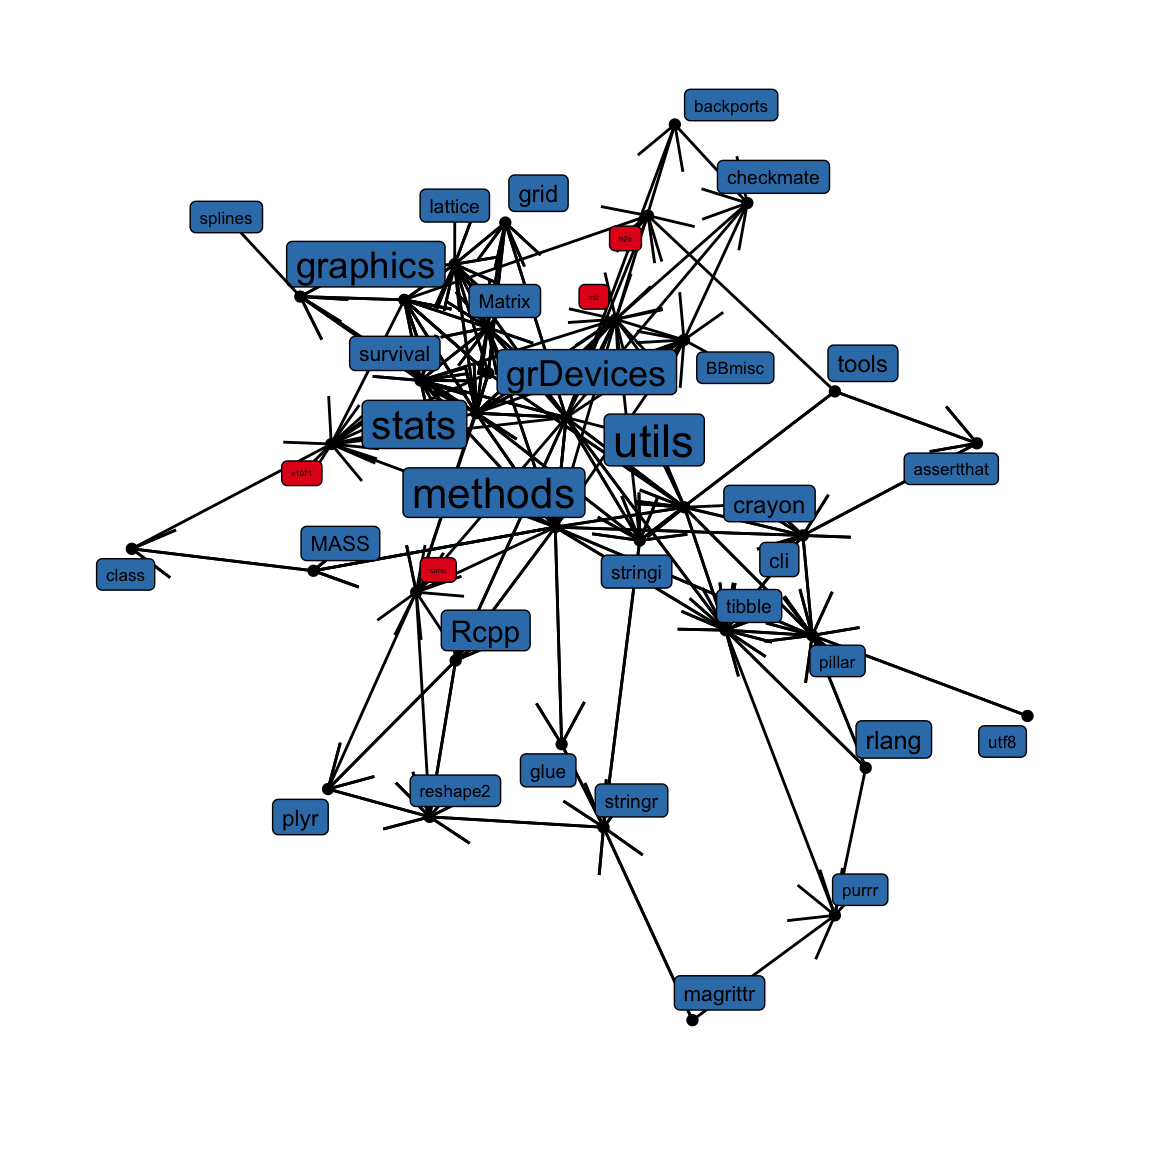 backports
checkmate
grid
lattice
splines
h2o
graphics
mlr
Matrix
survival
BBmisc
tools
grDevices
stats
utils
assertthat
e1071
methods
crayon
MASS
cli
caret
stringi
class
tibble
Rcpp
pillar
rlang
utf8
glue
reshape2
stringr
plyr
purrr
magrittr